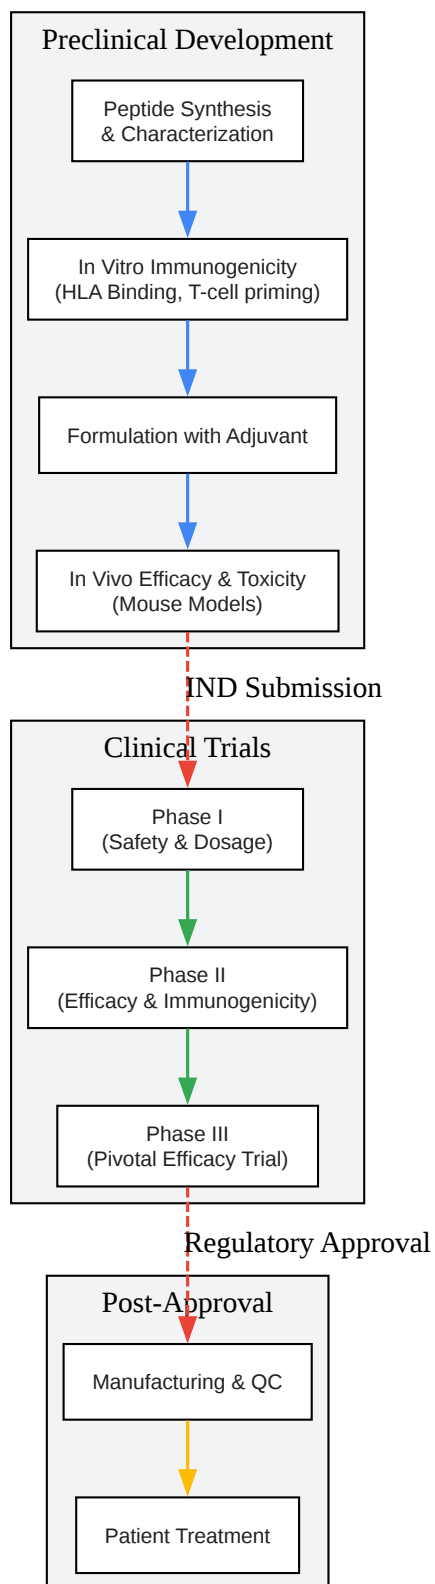 Preclinical Development
Peptide Synthesis
& Characterization
In Vitro Immunogenicity
(HLA Binding, T-cell priming)
Formulation with Adjuvant
In Vivo Efficacy & Toxicity
(Mouse Models)
IND Submission
Clinical Trials
Phase I
(Safety & Dosage)
Phase II
(Efficacy & Immunogenicity)
Phase III
(Pivotal Efficacy Trial)
Regulatory Approval
Post-Approval
Manufacturing & QC
Patient Treatment